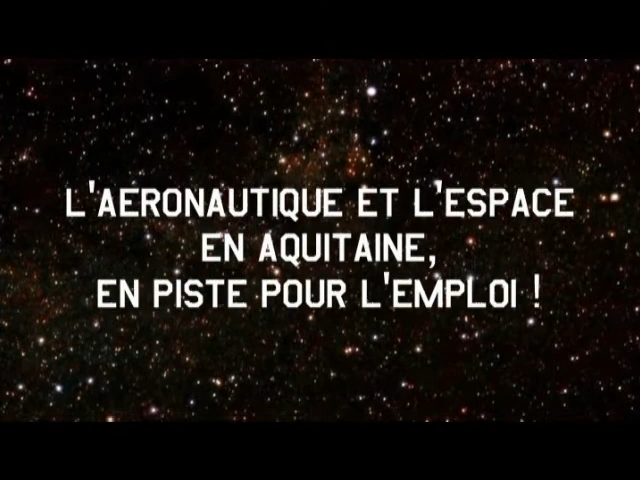 L'AERONAUTIQUE ET L'ESPACE
EN AQUITAINE,
EN PISTE POUR L'EMPLOI !